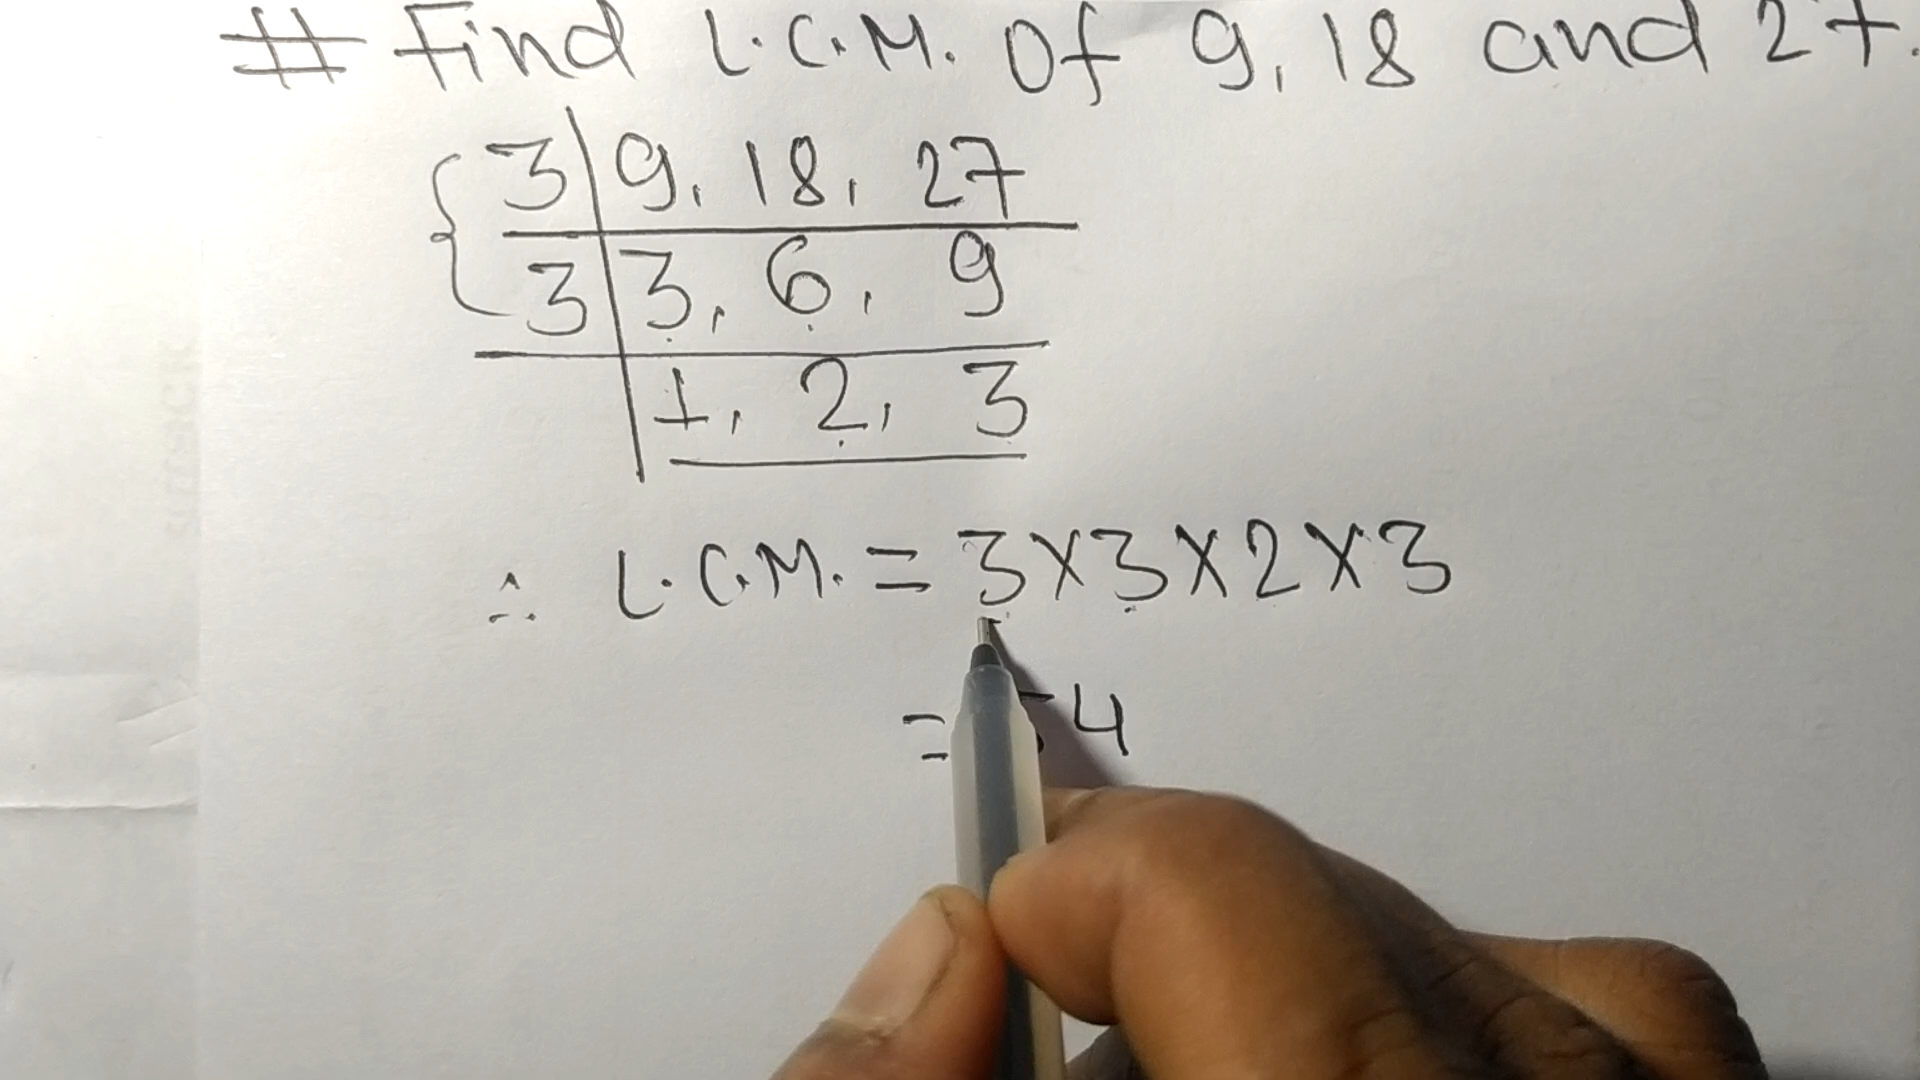 # Find L.C.M. Of 9, 18 and 27.
3 | 9, 18, 27
3 | 3, 6, 9
1, 2, 3
∴ L.C.M. = 3×3×2×3
= 54